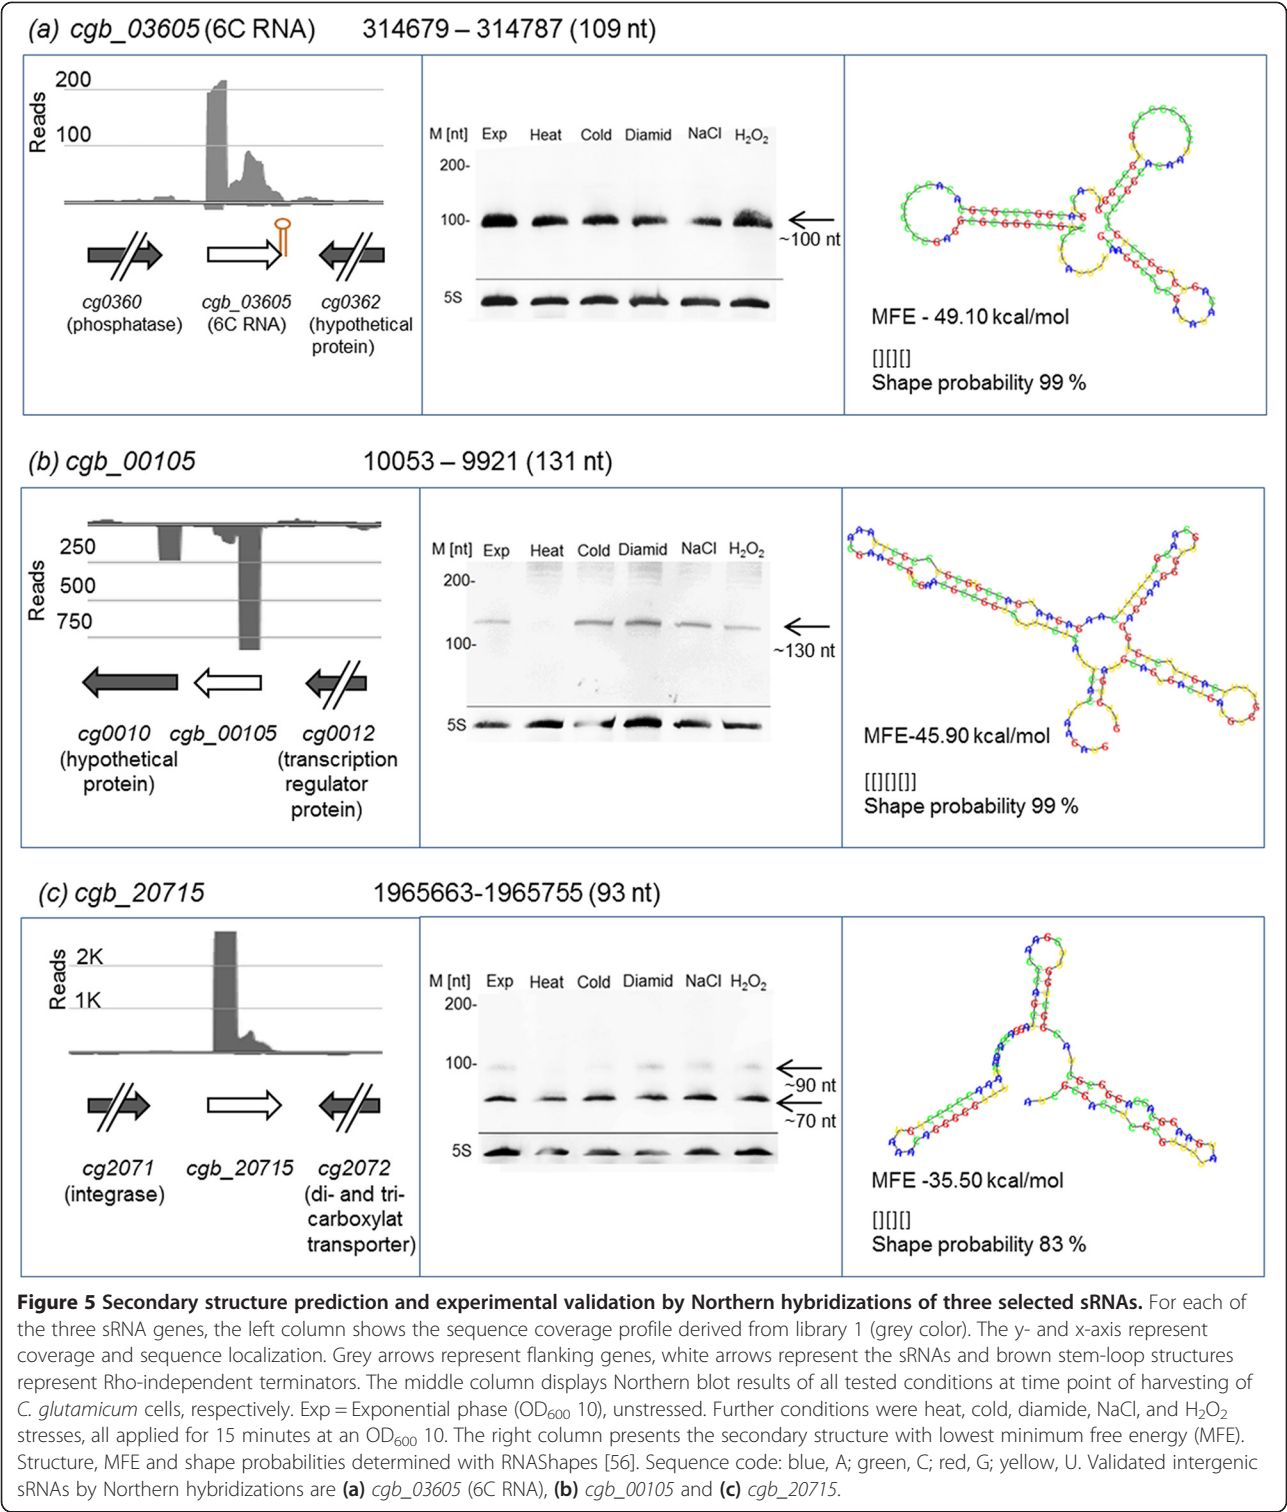 (a) cgb_03605 (6C RNA) 314679 – 314787 (109 nt)
Reads
200
100
cg0360
(phosphatase)
cgb_03605
(6C RNA)
cg0362
(hypothetical
protein)
M [nt] Exp Heat Cold Diamid NaCl H₂O₂
200-
100-
~100 nt
5S
MFE - 49.10 kcal/mol
[][][]
Shape probability 99 %
(b) cgb_00105 10053 – 9921 (131 nt)
Reads
250
500
750
cg0010
(hypothetical
protein)
cgb_00105
cg0012
(transcription
regulator
protein)
M [nt] Exp Heat Cold Diamid NaCl H₂O₂
200-
100-
~130 nt
5S
MFE-45.90 kcal/mol
[[][][]]
Shape probability 99 %
(c) cgb_20715 1965663-1965755 (93 nt)
Reads
2K
1K
cg2071
(integrase)
cgb_20715
cg2072
(di- and tri-
carboxylat
transporter)
M [nt] Exp Heat Cold Diamid NaCl H₂O₂
200-
100-
~90 nt
~70 nt
5S
MFE -35.50 kcal/mol
[][][]
Shape probability 83 %
Figure 5 Secondary structure prediction and experimental validation by Northern hybridizations of three selected sRNAs. For each of
the three sRNA genes, the left column shows the sequence coverage profile derived from library 1 (grey color). The y- and x-axis represent
coverage and sequence localization. Grey arrows represent flanking genes, white arrows represent the sRNAs and brown stem-loop structures
represent Rho-independent terminators. The middle column displays Northern blot results of all tested conditions at time point of harvesting of
C. glutamicum cells, respectively. Exp = Exponential phase (OD₆₀₀ 10), unstressed. Further conditions were heat, cold, diamide, NaCl, and H₂O₂
stresses, all applied for 15 minutes at an OD₆₀₀ 10. The right column presents the secondary structure with lowest minimum free energy (MFE).
Structure, MFE and shape probabilities determined with RNAShapes [56]. Sequence code: blue, A; green, C; red, G; yellow, U. Validated intergenic
sRNAs by Northern hybridizations are (a) cgb_03605 (6C RNA), (b) cgb_00105 and (c) cgb_20715.